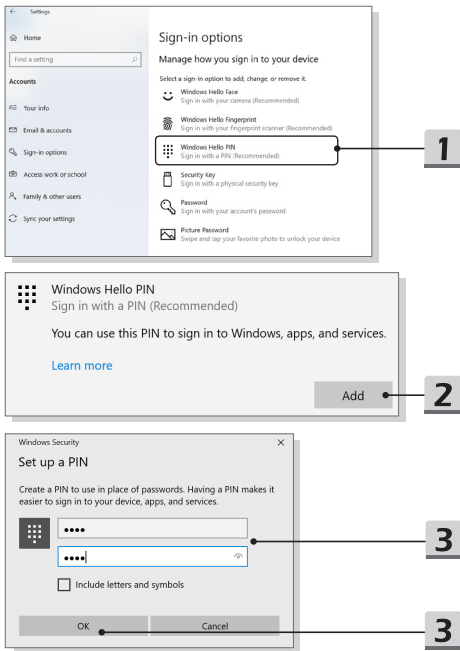 Settings
Home
Find a setting
Accounts
Your info
Email & accounts
Sign-in options
Access work or school
Family & other users
Sync your settings
Sign-in options
Manage how you sign in to your device
Select a sign-in option to add, change, or remove it.
Windows Hello Face
Sign in with your camera (Recommended)
Windows Hello Fingerprint
Sign in with your fingerprint scanner (Recommended)
Windows Hello PIN
Sign in with a PIN (Recommended)
Security Key
Sign in with a physical security key
Password
Sign in with your account's password
Picture Password
Swipe and tap your favorite photo to unlock your device
1
Windows Hello PIN
Sign in with a PIN (Recommended)
You can use this PIN to sign in to Windows, apps, and services.
Learn more
Add
2
Windows Security
Set up a PIN
Create a PIN to use in place of passwords. Having a PIN makes it
easier to sign in to your device, apps, and services.
••••
••••
3
Include letters and symbols
OK
Cancel
3